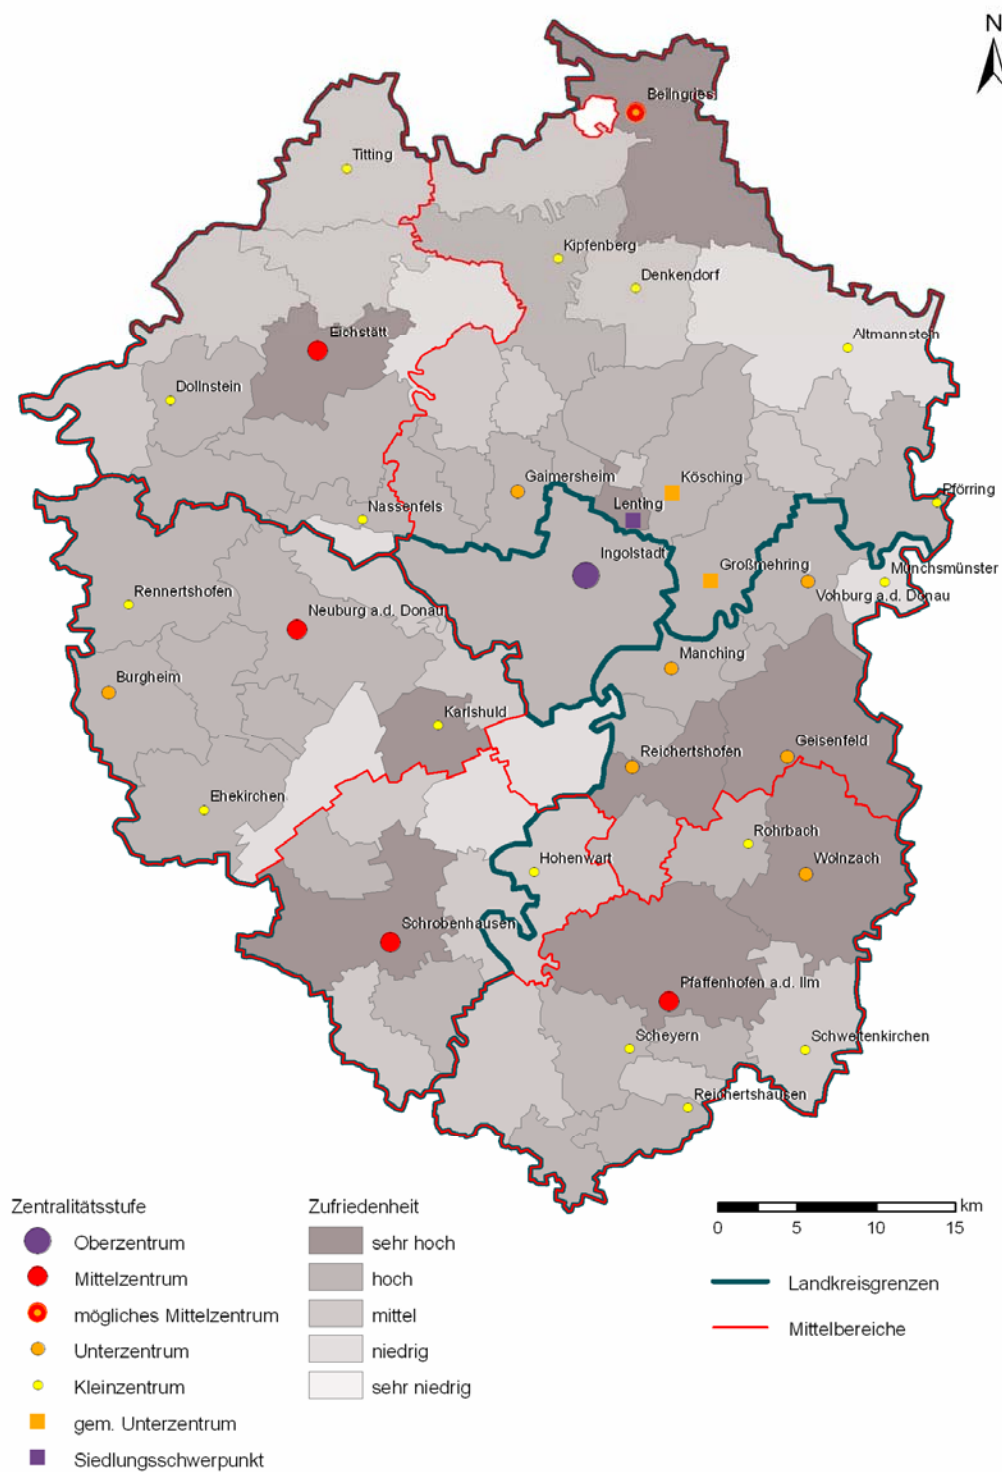 N
Beilngries
Titting
Kipfenberg
Denkendorf
Eichstätt
Altmannstein
Dollnstein
Gaimersheim
Kösching
Pförring
Nassenfels
Lenting
Ingolstadt
Großmehring
Münchsmünster
Vohburg a.d. Donau
Rennertshofen
Neuburg a.d. Donau
Manching
Burgheim
Karlshuld
Reichertshofen
Geisenfeld
Ehekirchen
Rohrbach
Hohenwart
Wolnzach
Schrobenhausen
Pfaffenhofen a.d. Ilm
Scheyern
Schweitenkirchen
Reichertshausen
Zentralitätsstufe
Oberzentrum
Mittelzentrum
mögliches Mittelzentrum
Unterzentrum
Kleinzentrum
gem. Unterzentrum
Siedlungsschwerpunkt
Zufriedenheit
sehr hoch
hoch
mittel
niedrig
sehr niedrig
km
0 5 10 15
Landkreisgrenzen
Mittelbereiche